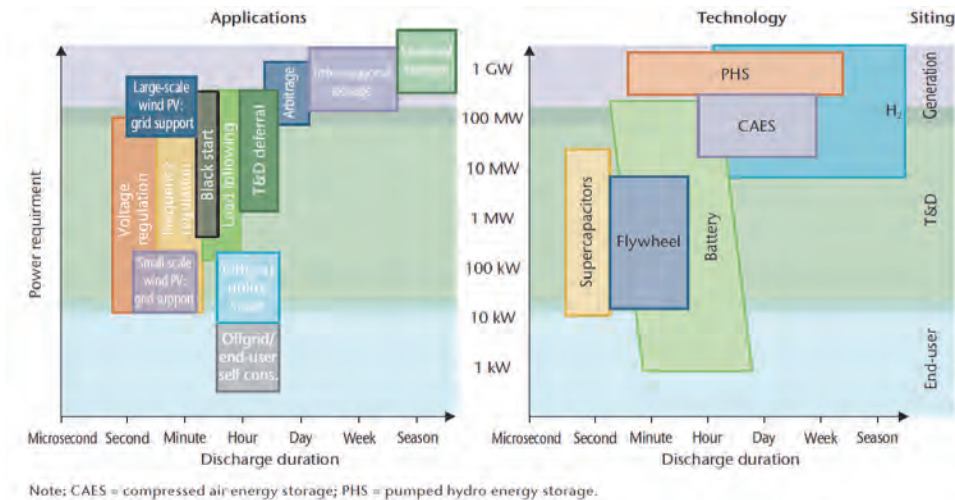 Applications
Technology
Siting
Power requirment
Large-scale
wind PV:
grid support
Voltage
regulation
regulation
Black start
Load following
T&D deferral
Arbitrage
Small-scale
wind PV:
grid support
Offgrid/
end-user
self cons.
1 GW
100 MW
10 MW
1 MW
100 kW
10 kW
1 kW
Microsecond Second Minute Hour Day Week Season
Discharge duration
PHS
CAES
H₂
Supercapacitors
Flywheel
Battery
Generation
T&D
End-user
Minute Hour Day Week Season
Second
Discharge duration
Note; CAES = compressed air energy storage; PHS = pumped hydro energy storage.